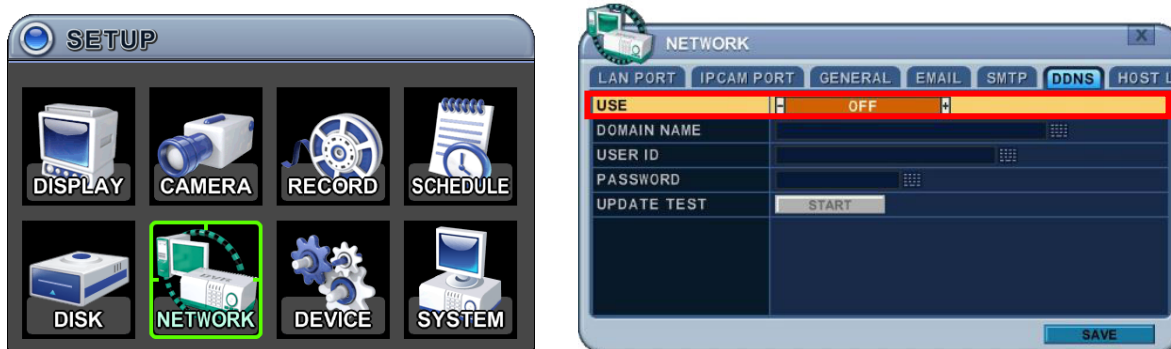 SETUP
DISPLAY CAMERA RECORD SCHEDULE
DISK NETWORK DEVICE SYSTEM
NETWORK X
LAN PORT IPCAM PORT GENERAL EMAIL SMTP DDNS HOST L
USE - OFF +
DOMAIN NAME
USER ID
PASSWORD
UPDATE TEST START
SAVE